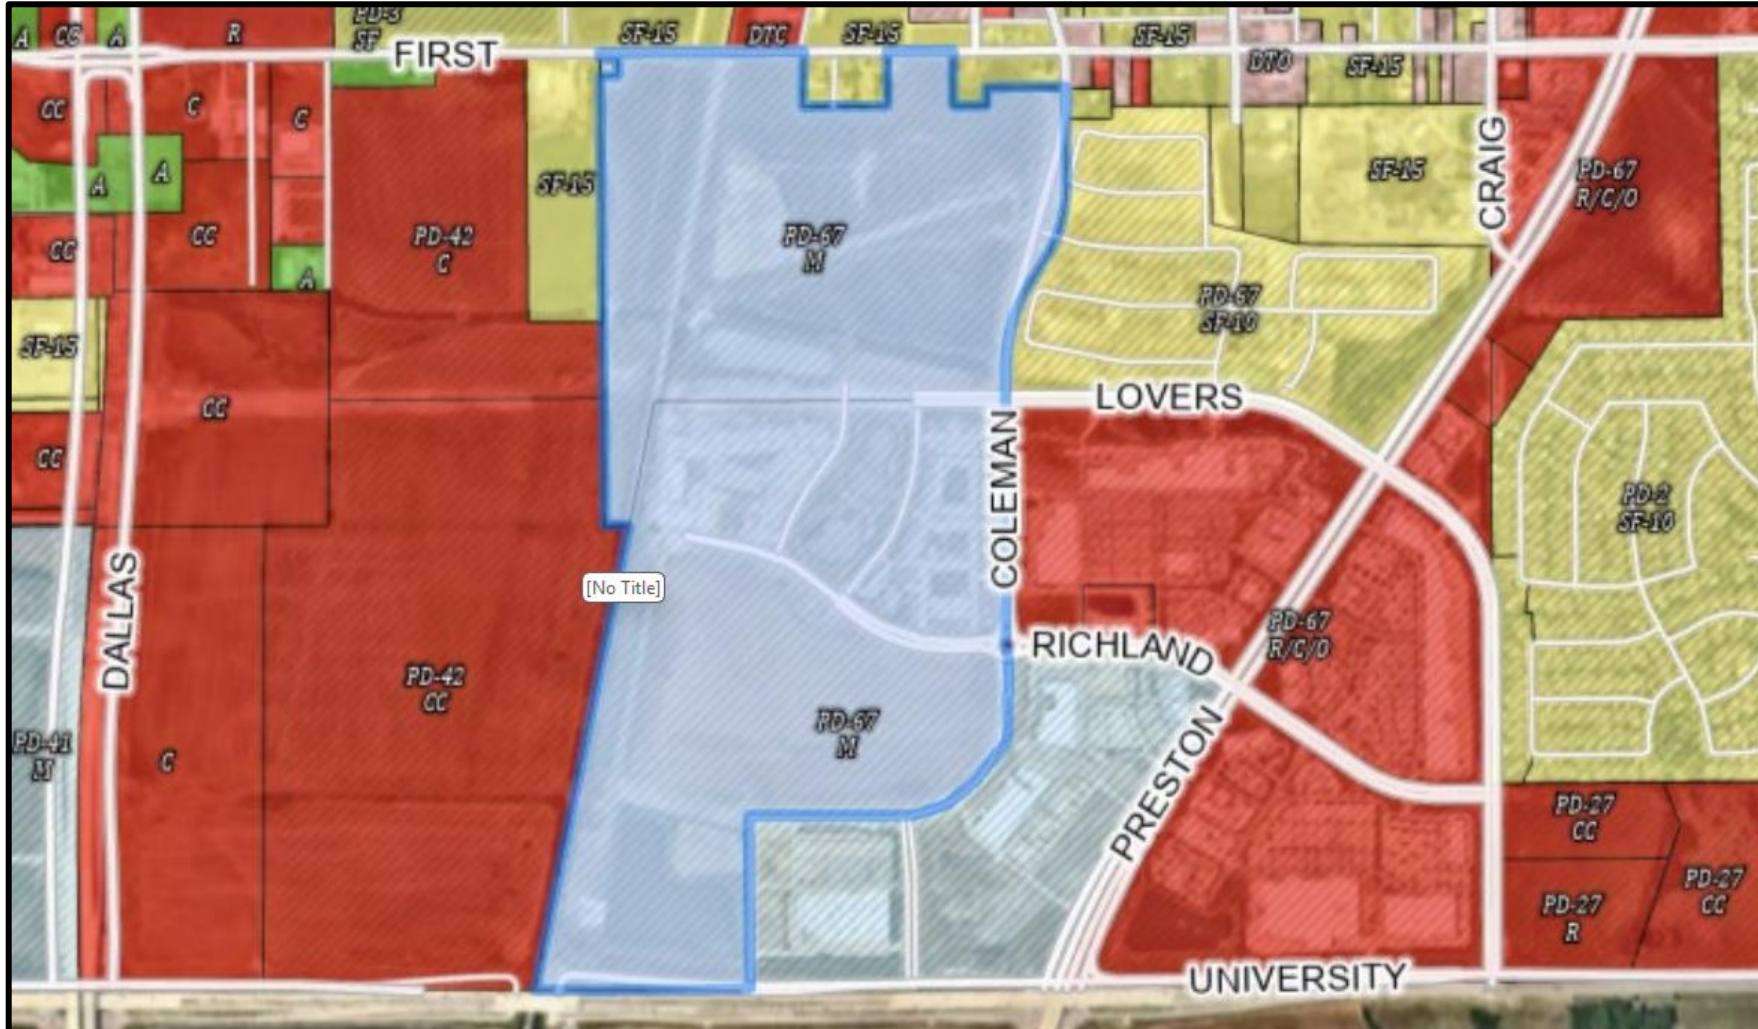 A
CC
A
R
PD-3
SF
SF-15
DTC
SF-15
SF-15
FIRST
DTO
SF-15
CC
C
C
A
A
SF-15
SF-15
CRAIG
PD-67
R/C/O
CC
CC
PD-42
C
PD-67
M
A
PD-67
SF-10
SF-15
LOVERS
CC
CC
COLEMAN
PD-2
SF-10
DALLAS
[No Title]
RICHLAND
PD-67
R/C/O
PD-42
CC
PD-67
M
PD-41
M
C
PRESTON
PD-27
CC
PD-27
CC
PD-27
R
UNIVERSITY